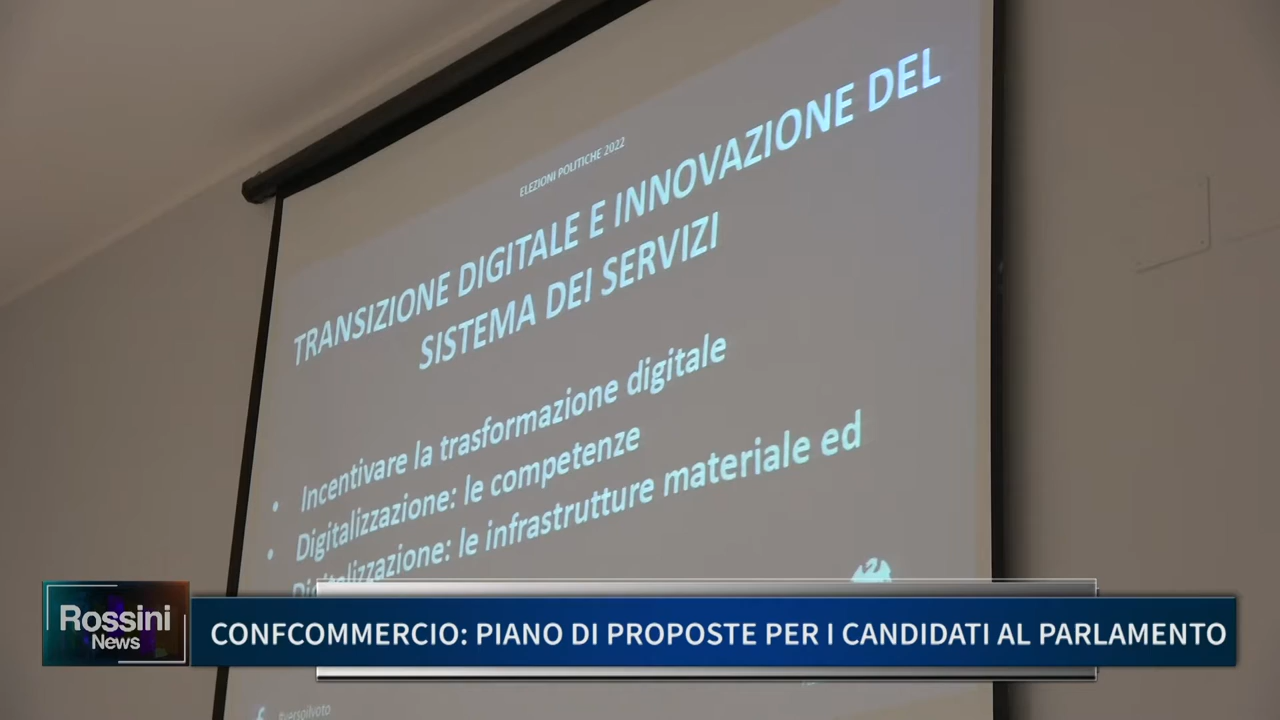 ELEZIONI POLITICHE 2022
TRANSIZIONE DIGITALE E INNOVAZIONE DEL
SISTEMA DEI SERVIZI
• Incentivare la trasformazione digitale
• Digitalizzazione: le competenze
Digitalizzazione: le infrastrutture materiale ed
Rossini
News
CONFCOMMERCIO: PIANO DI PROPOSTE PER I CANDIDATI AL PARLAMENTO
#versoilvoto